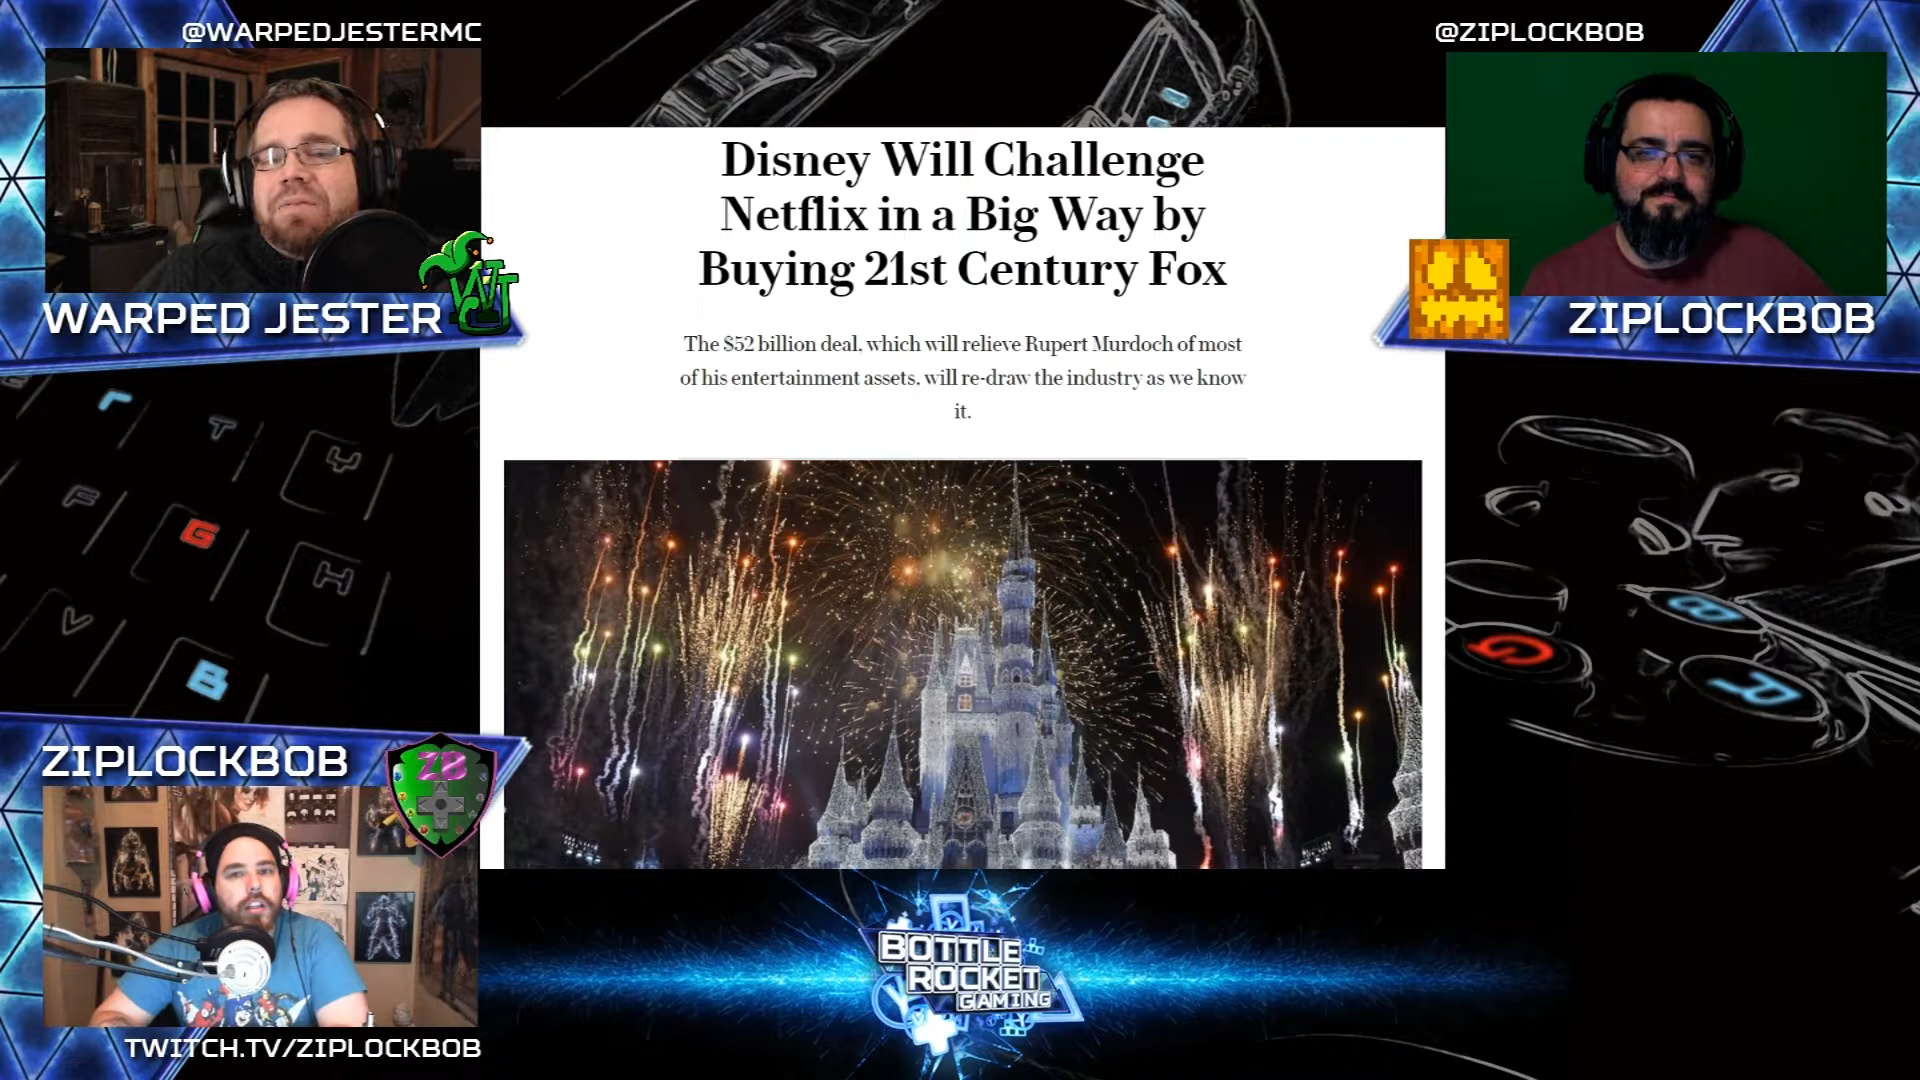 @WARPEDJESTERMC
@ZIPLOCKBOB
WARPED JESTER
WJ
ZIPLOCKBOB
Disney Will Challenge
Netflix in a Big Way by
Buying 21st Century Fox
The $52 billion deal, which will relieve Rupert Murdoch of most
of his entertainment assets, will re-draw the industry as we know
it.
R T Y
F G H
V B
B
G R
ZIPLOCKBOB
ZB
TWITCH.TV/ZIPLOCKBOB
BOTTLE
ROCKET
GAMING